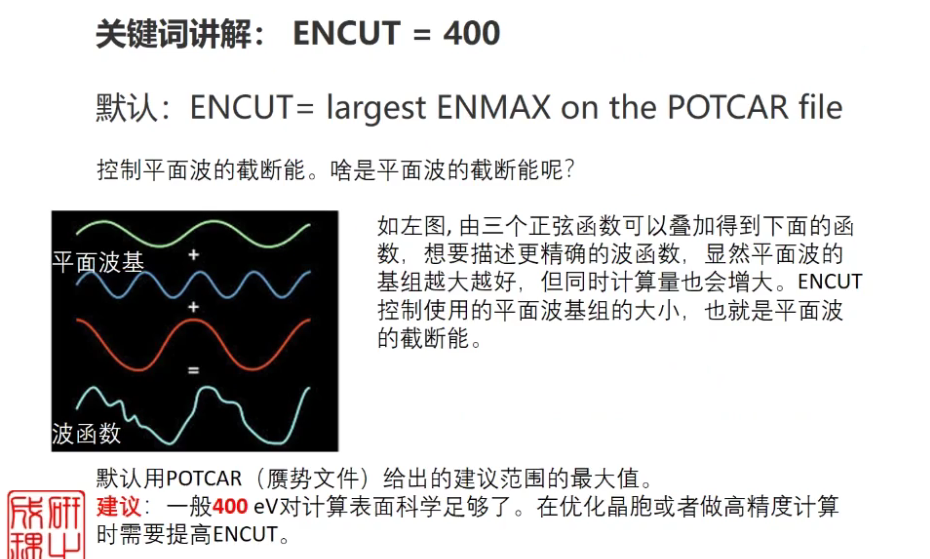 关键词讲解： ENCUT = 400
默认：ENCUT= largest ENMAX on the POTCAR file
控制平面波的截断能。啥是平面波的截断能呢？
平面波基
+
+
=
波函数
如左图, 由三个正弦函数可以叠加得到下面的函
数，想要描述更精确的波函数，显然平面波的
基组越大越好，但同时计算量也会增大。ENCUT
控制使用的平面波基组的大小，也就是平面波
的截断能。
默认用POTCAR（赝势文件）给出的建议范围的最大值。
建议：一般400 eV对计算表面科学足够了。在优化晶胞或者做高精度计算
时需要提高ENCUT。